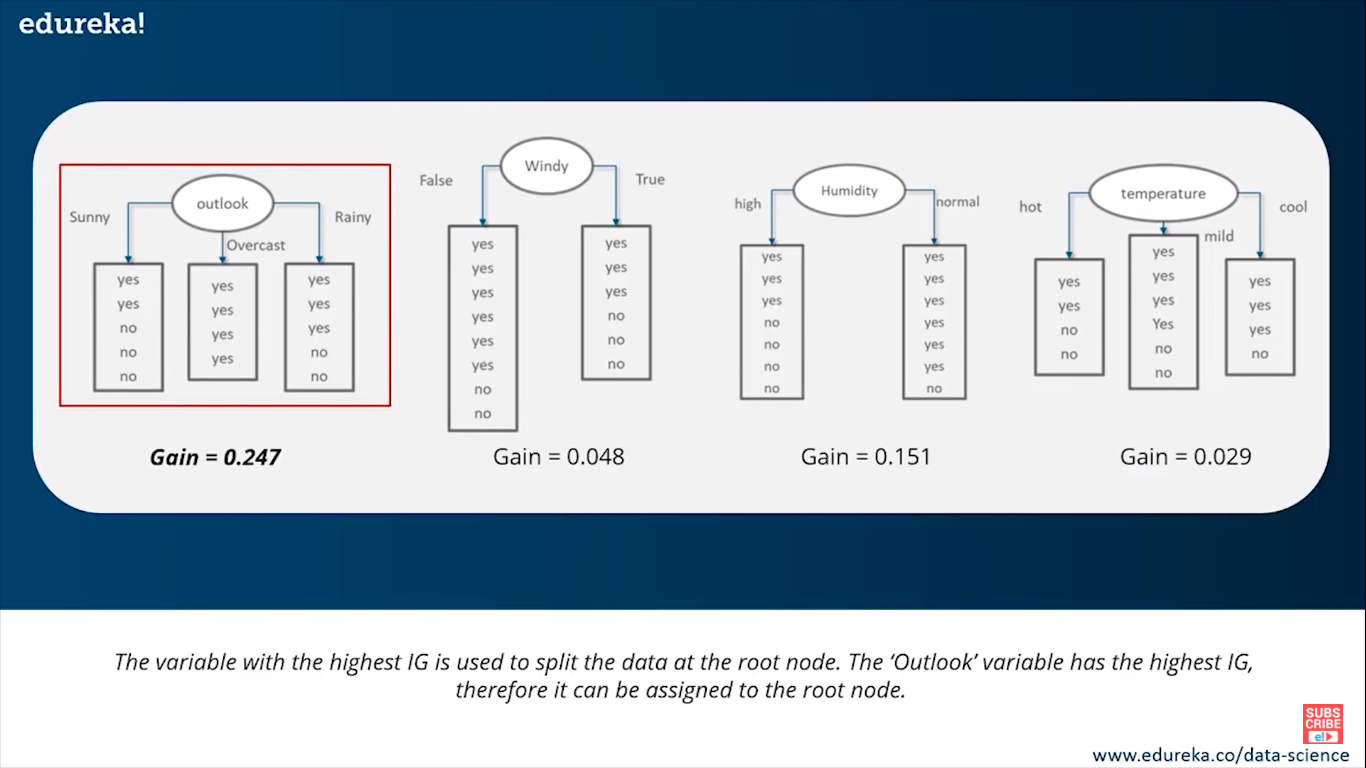 edureka!
outlook
Sunny
Overcast
Rainy
yes
yes
no
no
no
yes
yes
yes
yes
yes
yes
yes
no
no
Gain = 0.247
Windy
False
True
yes
yes
yes
yes
yes
yes
no
no
yes
yes
yes
no
no
no
Gain = 0.048
Humidity
high
normal
yes
yes
yes
no
no
no
no
yes
yes
yes
yes
yes
yes
no
Gain = 0.151
temperature
hot
mild
cool
yes
yes
no
no
yes
yes
yes
Yes
no
no
yes
yes
yes
no
Gain = 0.029
The variable with the highest IG is used to split the data at the root node. The ‘Outlook’ variable has the highest IG,
therefore it can be assigned to the root node.
SUBS
CRIBE
e!
www.edureka.co/data-science